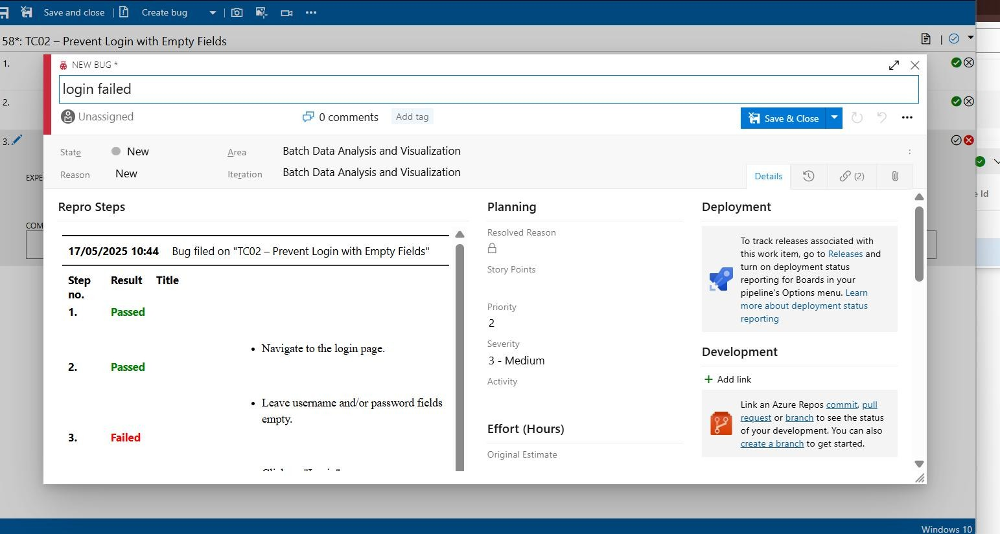 Save and close
Create bug
58*: TC02 – Prevent Login with Empty Fields
1.
NEW BUG *
login failed
2.
Unassigned
0 comments
Add tag
Save & Close
3.
State
New
Area
Batch Data Analysis and Visualization
Reason
New
Iteration
Batch Data Analysis and Visualization
EXPE
Details
(2)
Id
Repro Steps
Planning
Deployment
COM
17/05/2025 10:44 Bug filed on "TC02 – Prevent Login with Empty Fields"
Step no. Result Title
1. Passed
• Navigate to the login page.
2. Passed
• Leave username and/or password fields
empty.
3. Failed
Resolved Reason
Story Points
Priority
2
Severity
3 - Medium
Activity
Effort (Hours)
Original Estimate
To track releases associated with
this work item, go to Releases and
turn on deployment status
reporting for Boards in your
pipeline's Options menu. Learn
more about deployment status
reporting
Development
+ Add link
Link an Azure Repos commit, pull
request or branch to see the status
of your development. You can also
create a branch to get started.
Windows 10